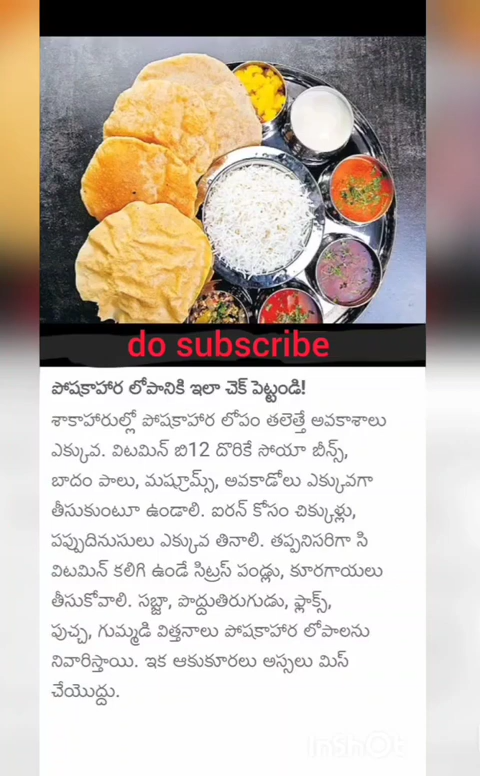 do subscribe
పోషకాహార లోపానికి ఇలా చెక్ పెట్టండి!
శాకాహారుల్లో పోషకాహార లోపం తలెత్తే అవకాశాలు
ఎక్కువ. విటమిన్ బి12 దొరికే సోయా బీన్స్,
బాదం పాలు, మష్రూమ్స్, అవకాడోలు ఎక్కువగా
తీసుకుంటూ ఉండాలి. ఐరన్ కోసం చిక్కుళ్లు,
పప్పుదినుసులు ఎక్కువ తినాలి. తప్పనిసరిగా సి
విటమిన్ కలిగి ఉండే సిట్రస్ పండ్లు, కూరగాయలు
తీసుకోవాలి. సబ్జా, పొద్దుతిరుగుడు, ఫ్లాక్స్,
పుచ్చ, గుమ్మడి విత్తనాలు పోషకాహార లోపాలను
నివారిస్తాయి. ఇక ఆకుకూరలు అస్సలు మిస్
చేయొద్దు.
InShOt